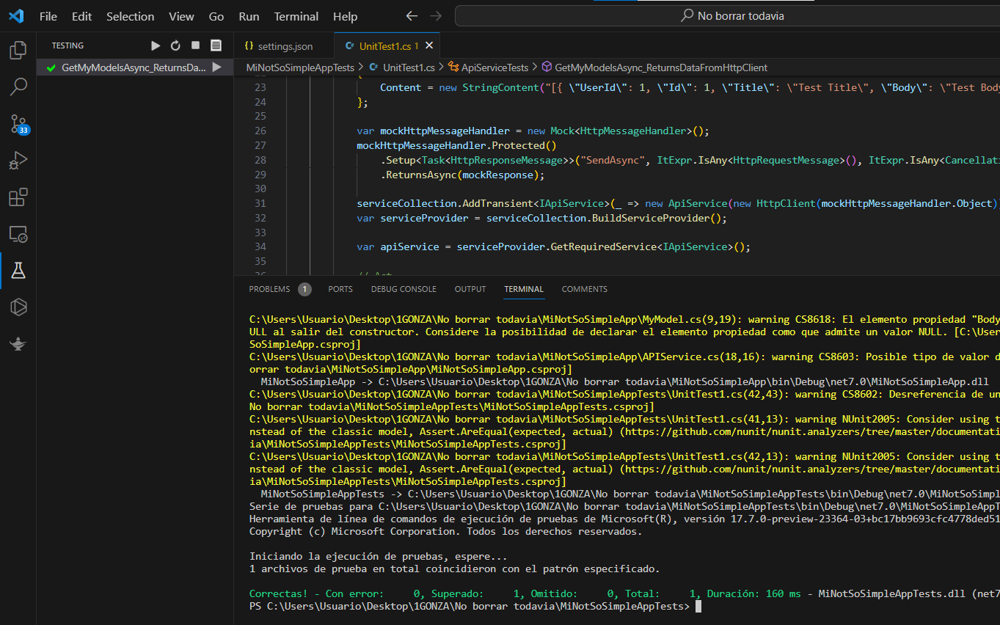 File Edit Selection View Go Run Terminal Help
No borrar todavia
TESTING
GetMyModelsAsync_ReturnsDa...
33
settings.json
UnitTest1.cs 1
MiNotSoSimpleAppTests > UnitTest1.cs > ApiServiceTests > GetMyModelsAsync_ReturnsDataFromHttpClient
23 Content = new StringContent("[{ \"UserId\": 1, \"Id\": 1, \"Title\": \"Test Title\", \"Body\": \"Test Body
24 };
25
26 var mockHttpMessageHandler = new Mock<HttpMessageHandler>();
27 mockHttpMessageHandler.Protected()
28 .Setup<Task<HttpResponseMessage>>("SendAsync", ItExpr.IsAny<HttpRequestMessage>(), ItExpr.IsAny<Cancellati
29 .ReturnsAsync(mockResponse);
30
31 serviceCollection.AddTransient<IApiService>(_ => new ApiService(new HttpClient(mockHttpMessageHandler.Object)
32 var serviceProvider = serviceCollection.BuildServiceProvider();
33
34 var apiService = serviceProvider.GetRequiredService<IApiService>();
35
PROBLEMS 1 PORTS DEBUG CONSOLE OUTPUT TERMINAL COMMENTS
C:\Users\Usuario\Desktop\1GONZA\No borrar todavia\MiNotSoSimpleApp\MyModel.cs(9,19): warning CS8618: El elemento propiedad "Body
ULL al salir del constructor. Considere la posibilidad de declarar el elemento propiedad como que admite un valor NULL. [C:\User
SoSimpleApp.csproj]
C:\Users\Usuario\Desktop\1GONZA\No borrar todavia\MiNotSoSimpleApp\APIService.cs(18,16): warning CS8603: Posible tipo de valor d
orrar todavia\MiNotSoSimpleApp\MiNotSoSimpleApp.csproj]
MiNotSoSimpleApp -> C:\Users\Usuario\Desktop\1GONZA\No borrar todavia\MiNotSoSimpleApp\bin\Debug\net7.0\MiNotSoSimpleApp.dll
C:\Users\Usuario\Desktop\1GONZA\No borrar todavia\MiNotSoSimpleAppTests\UnitTest1.cs(42,43): warning CS8602: Desreferencia de un
No borrar todavia\MiNotSoSimpleAppTests\MiNotSoSimpleAppTests.csproj]
C:\Users\Usuario\Desktop\1GONZA\No borrar todavia\MiNotSoSimpleAppTests\UnitTest1.cs(41,13): warning NUnit2005: Consider using t
nstead of the classic model, Assert.AreEqual(expected, actual) (https://github.com/nunit/nunit.analyzers/tree/master/documentati
ia\MiNotSoSimpleAppTests\MiNotSoSimpleAppTests.csproj]
C:\Users\Usuario\Desktop\1GONZA\No borrar todavia\MiNotSoSimpleAppTests\UnitTest1.cs(42,13): warning NUnit2005: Consider using t
nstead of the classic model, Assert.AreEqual(expected, actual) (https://github.com/nunit/nunit.analyzers/tree/master/documentati
ia\MiNotSoSimpleAppTests\MiNotSoSimpleAppTests.csproj]
MiNotSoSimpleAppTests -> C:\Users\Usuario\Desktop\1GONZA\No borrar todavia\MiNotSoSimpleAppTests\bin\Debug\net7.0\MiNotSoSimpl
Serie de pruebas para C:\Users\Usuario\Desktop\1GONZA\No borrar todavia\MiNotSoSimpleAppTests\bin\Debug\net7.0\MiNotSoSimpleAppT
Herramienta de línea de comandos de ejecución de pruebas de Microsoft(R), versión 17.7.0-preview-23364-03+bc17bb9693cfc4778ded51
Copyright (c) Microsoft Corporation. Todos los derechos reservados.
Iniciando la ejecución de pruebas, espere...
1 archivos de prueba en total coincidieron con el patrón especificado.
Correctas! - Con error: 0, Superado: 1, Omitido: 0, Total: 1, Duración: 160 ms - MiNotSoSimpleAppTests.dll (net7
PS C:\Users\Usuario\Desktop\1GONZA\No borrar todavia\MiNotSoSimpleAppTests>